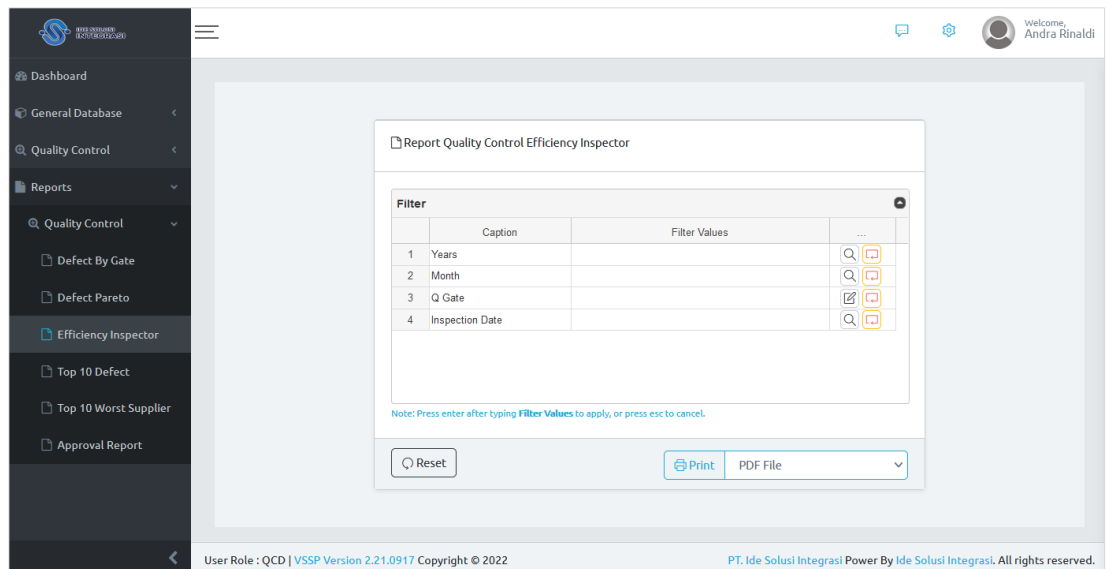 IDE SOLUSI
INTEGRASI
Welcome,
Andra Rinaldi
Dashboard
General Database
Quality Control
Reports
Quality Control
Defect By Gate
Defect Pareto
Efficiency Inspector
Top 10 Defect
Top 10 Worst Supplier
Approval Report
Report Quality Control Efficiency Inspector
Filter
Caption Filter Values ...
1 Years
2 Month
3 Q Gate
4 Inspection Date
Note: Press enter after typing Filter Values to apply, or press esc to cancel.
Reset Print PDF File
User Role : QCD | VSSP Version 2.21.0917 Copyright © 2022 PT. Ide Solusi Integrasi Power By Ide Solusi Integrasi. All rights reserved.